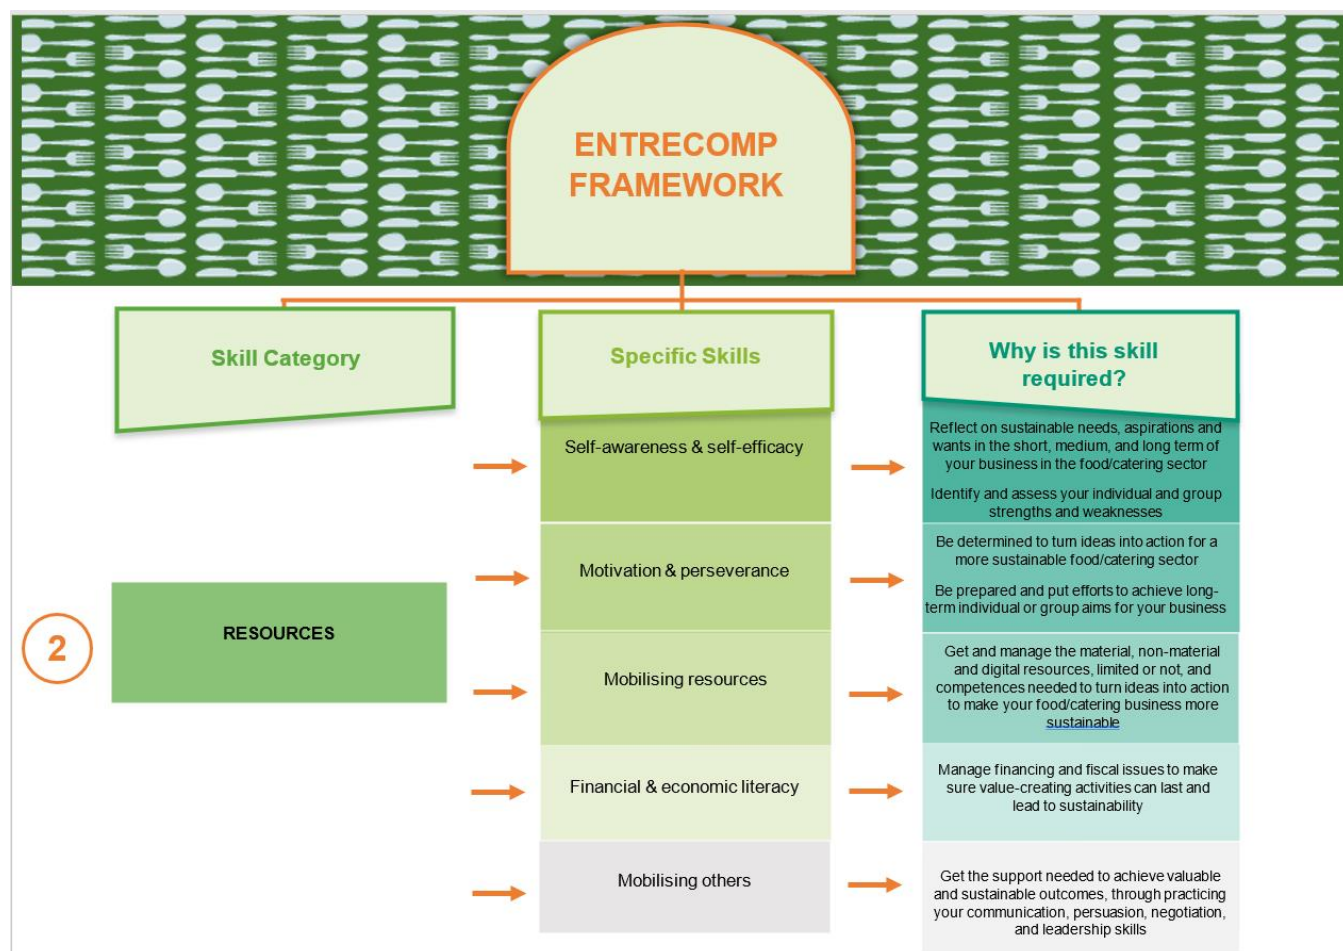 ENTRECOMP
FRAMEWORK
Skill Category
Specific Skills
Why is this skill
required?
2
RESOURCES
Self-awareness & self-efficacy
Reflect on sustainable needs, aspirations and
wants in the short, medium, and long term of
your business in the food/catering sector
Identify and assess your individual and group
strengths and weaknesses
Motivation & perseverance
Be determined to turn ideas into action for a
more sustainable food/catering sector
Be prepared and put efforts to achieve long-
term individual or group aims for your business
Mobilising resources
Get and manage the material, non-material
and digital resources, limited or not, and
competences needed to turn ideas into action
to make your food/catering business more
sustainable
Financial & economic literacy
Manage financing and fiscal issues to make
sure value-creating activities can last and
lead to sustainability
Mobilising others
Get the support needed to achieve valuable
and sustainable outcomes, through practicing
your communication, persuasion, negotiation,
and leadership skills